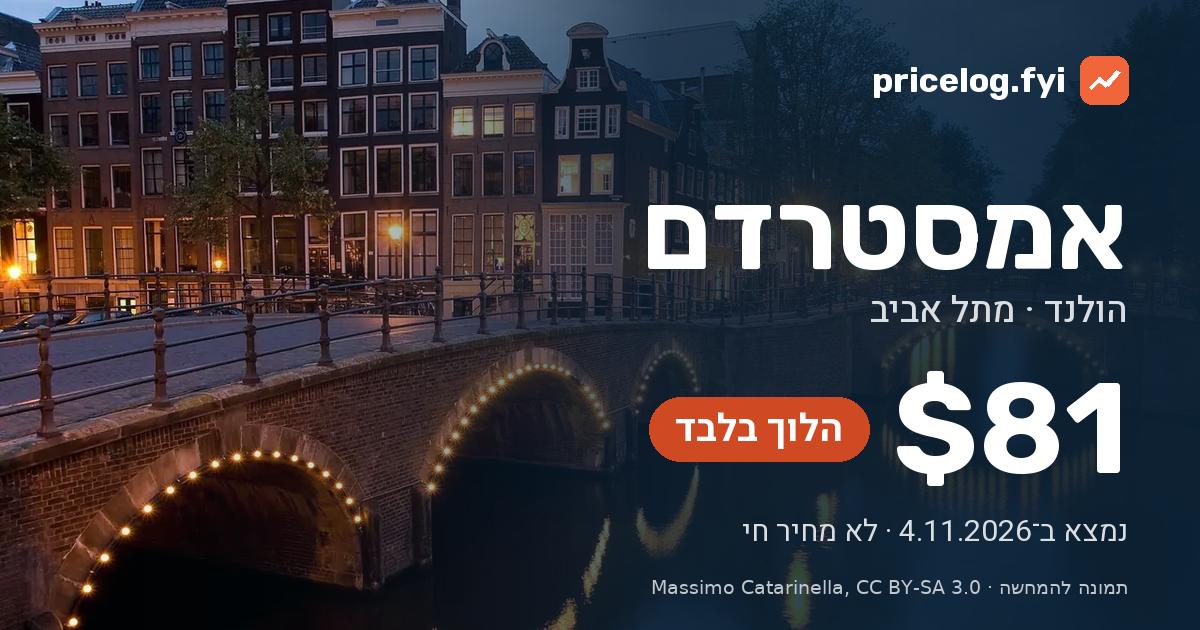 pricelog.fyi
אמסטרדם
הולנד · מתל אביב
$81 הלוך בלבד
נמצא ב־4.11.2026 · לא מחיר חי
תמונה להמחשה · Massimo Catarinella, CC BY-SA 3.0